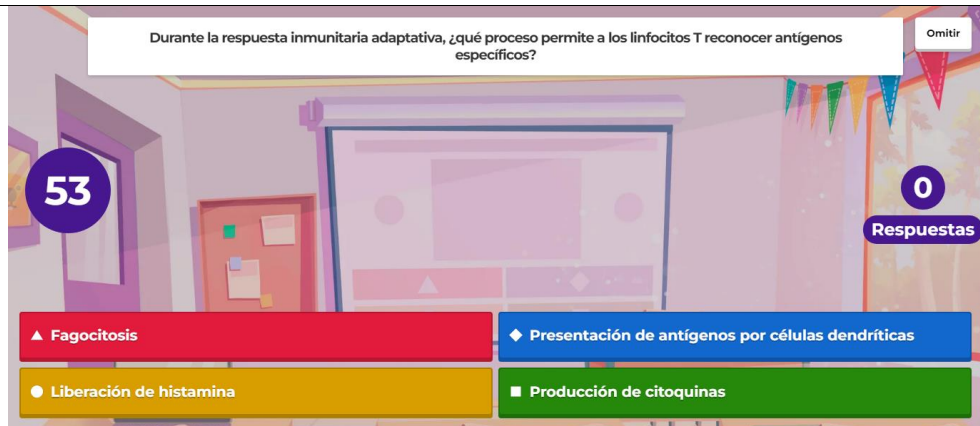 Durante la respuesta inmunitaria adaptativa, ¿qué proceso permite a los linfocitos T reconocer antígenos
específicos?
Omitir
53
0
Respuestas
Fagocitosis
Presentación de antígenos por células dendríticas
Liberación de histamina
Producción de citoquinas